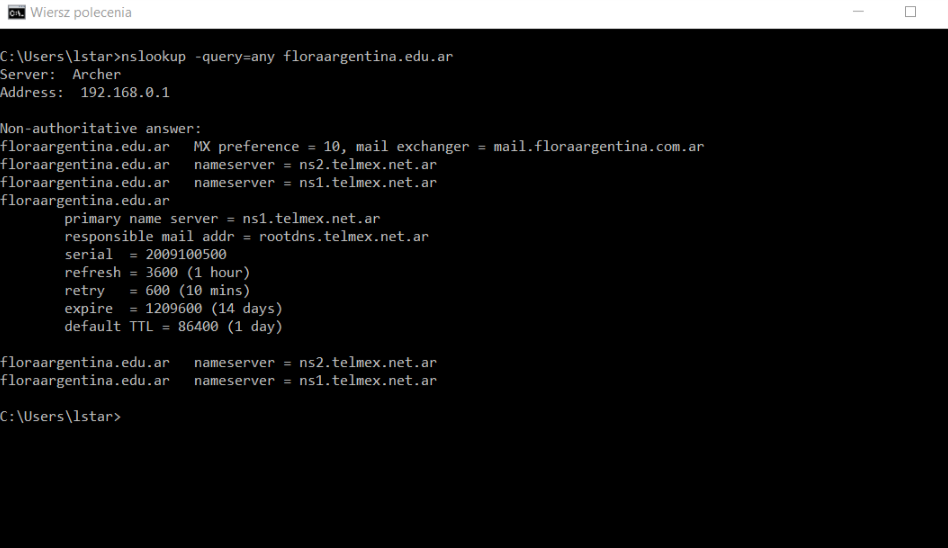 Wiersz polecenia
C:\Users\lstar>nslookup -query=any floraargentina.edu.ar
Server:  Archer
Address:  192.168.0.1
Non-authoritative answer:
floraargentina.edu.ar   MX preference = 10, mail exchanger = mail.floraargentina.com.ar
floraargentina.edu.ar   nameserver = ns2.telmex.net.ar
floraargentina.edu.ar   nameserver = ns1.telmex.net.ar
floraargentina.edu.ar
        primary name server = ns1.telmex.net.ar
        responsible mail addr = rootdns.telmex.net.ar
        serial  = 2009100500
        refresh = 3600 (1 hour)
        retry   = 600 (10 mins)
        expire  = 1209600 (14 days)
        default TTL = 86400 (1 day)
floraargentina.edu.ar   nameserver = ns2.telmex.net.ar
floraargentina.edu.ar   nameserver = ns1.telmex.net.ar
C:\Users\lstar>